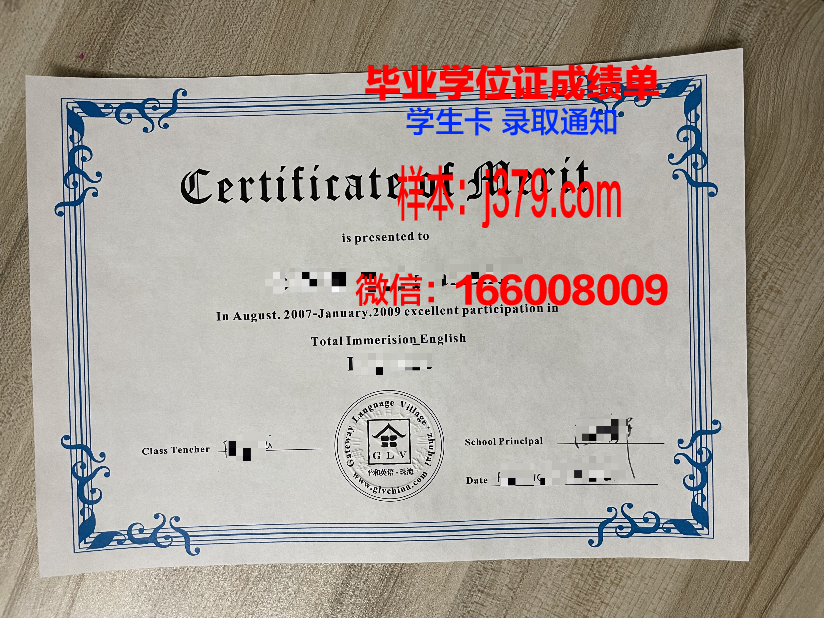 毕业学位证成绩单
学生卡 录取通知
Certificate of Merit
样本：j379.com
is presented to
微信：166008009
In August. 2007-January.2009 excellent participation in
Total Immerision English
Gateway Language Village · zhuhai
GLV
www.glvchina.com
Class Tencher
School Principal
Date